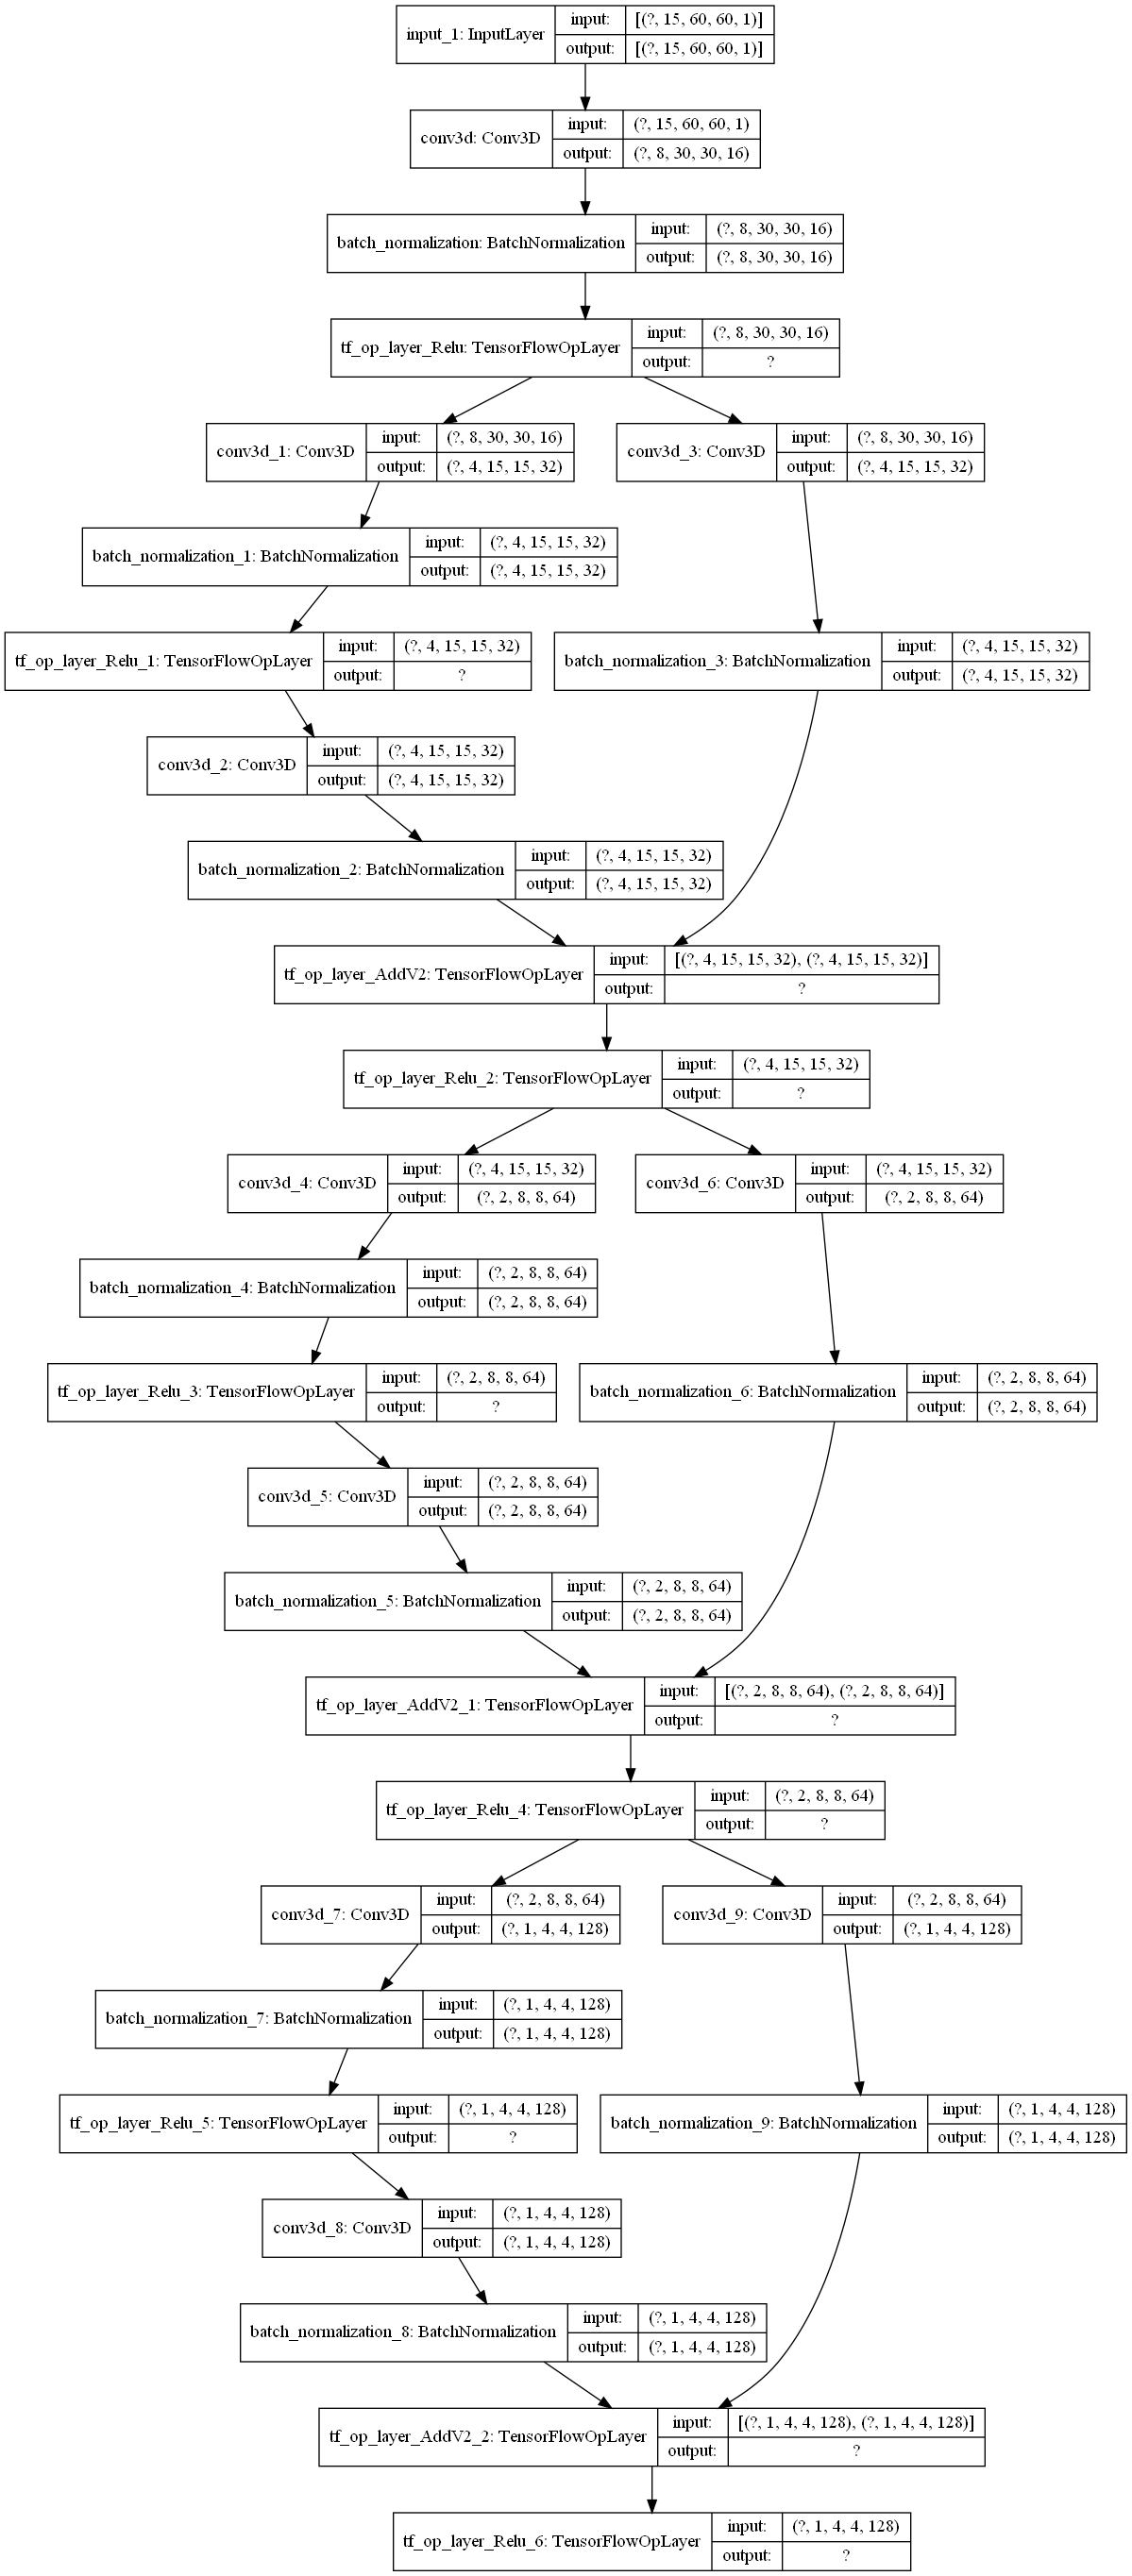 input_1: InputLayer
input: [(?, 15, 60, 60, 1)]
output: [(?, 15, 60, 60, 1)]
conv3d: Conv3D
input: (?, 15, 60, 60, 1)
output: (?, 8, 30, 30, 16)
batch_normalization: BatchNormalization
input: (?, 8, 30, 30, 16)
output: (?, 8, 30, 30, 16)
tf_op_layer_Relu: TensorFlowOpLayer
input: (?, 8, 30, 30, 16)
output: ?
conv3d_1: Conv3D
input: (?, 8, 30, 30, 16)
output: (?, 4, 15, 15, 32)
conv3d_3: Conv3D
input: (?, 8, 30, 30, 16)
output: (?, 4, 15, 15, 32)
batch_normalization_1: BatchNormalization
input: (?, 4, 15, 15, 32)
output: (?, 4, 15, 15, 32)
tf_op_layer_Relu_1: TensorFlowOpLayer
input: (?, 4, 15, 15, 32)
output: ?
batch_normalization_3: BatchNormalization
input: (?, 4, 15, 15, 32)
output: (?, 4, 15, 15, 32)
conv3d_2: Conv3D
input: (?, 4, 15, 15, 32)
output: (?, 4, 15, 15, 32)
batch_normalization_2: BatchNormalization
input: (?, 4, 15, 15, 32)
output: (?, 4, 15, 15, 32)
tf_op_layer_AddV2: TensorFlowOpLayer
input: [(?, 4, 15, 15, 32), (?, 4, 15, 15, 32)]
output: ?
tf_op_layer_Relu_2: TensorFlowOpLayer
input: (?, 4, 15, 15, 32)
output: ?
conv3d_4: Conv3D
input: (?, 4, 15, 15, 32)
output: (?, 2, 8, 8, 64)
conv3d_6: Conv3D
input: (?, 4, 15, 15, 32)
output: (?, 2, 8, 8, 64)
batch_normalization_4: BatchNormalization
input: (?, 2, 8, 8, 64)
output: (?, 2, 8, 8, 64)
tf_op_layer_Relu_3: TensorFlowOpLayer
input: (?, 2, 8, 8, 64)
output: ?
batch_normalization_6: BatchNormalization
input: (?, 2, 8, 8, 64)
output: (?, 2, 8, 8, 64)
conv3d_5: Conv3D
input: (?, 2, 8, 8, 64)
output: (?, 2, 8, 8, 64)
batch_normalization_5: BatchNormalization
input: (?, 2, 8, 8, 64)
output: (?, 2, 8, 8, 64)
tf_op_layer_AddV2_1: TensorFlowOpLayer
input: [(?, 2, 8, 8, 64), (?, 2, 8, 8, 64)]
output: ?
tf_op_layer_Relu_4: TensorFlowOpLayer
input: (?, 2, 8, 8, 64)
output: ?
conv3d_7: Conv3D
input: (?, 2, 8, 8, 64)
output: (?, 1, 4, 4, 128)
conv3d_9: Conv3D
input: (?, 2, 8, 8, 64)
output: (?, 1, 4, 4, 128)
batch_normalization_7: BatchNormalization
input: (?, 1, 4, 4, 128)
output: (?, 1, 4, 4, 128)
tf_op_layer_Relu_5: TensorFlowOpLayer
input: (?, 1, 4, 4, 128)
output: ?
batch_normalization_9: BatchNormalization
input: (?, 1, 4, 4, 128)
output: (?, 1, 4, 4, 128)
conv3d_8: Conv3D
input: (?, 1, 4, 4, 128)
output: (?, 1, 4, 4, 128)
batch_normalization_8: BatchNormalization
input: (?, 1, 4, 4, 128)
output: (?, 1, 4, 4, 128)
tf_op_layer_AddV2_2: TensorFlowOpLayer
input: [(?, 1, 4, 4, 128), (?, 1, 4, 4, 128)]
output: ?
tf_op_layer_Relu_6: TensorFlowOpLayer
input: (?, 1, 4, 4, 128)
output: ?